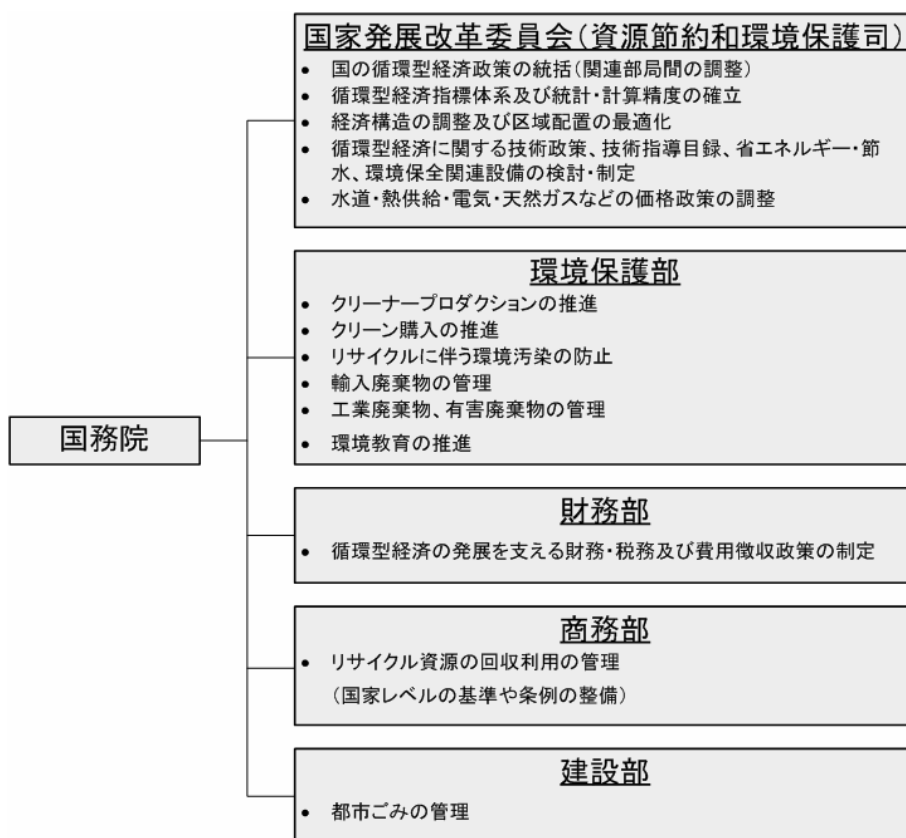 国家発展改革委員会（資源節約和環境保護司）
• 国の循環型経済政策の統括（関連部局間の調整）
• 循環型経済指標体系及び統計・計算精度の確立
• 経済構造の調整及び区域配置の最適化
• 循環型経済に関する技術政策、技術指導目録、省エネルギー・節
水、環境保全関連設備の検討・制定
• 水道・熱供給・電気・天然ガスなどの価格政策の調整
環境保護部
• クリーナープロダクションの推進
• クリーン購入の推進
• リサイクルに伴う環境汚染の防止
• 輸入廃棄物の管理
• 工業廃棄物、有害廃棄物の管理
• 環境教育の推進
国務院
財務部
• 循環型経済の発展を支える財務・税務及び費用徴収政策の制定
商務部
• リサイクル資源の回収利用の管理
（国家レベルの基準や条例の整備）
建設部
• 都市ごみの管理